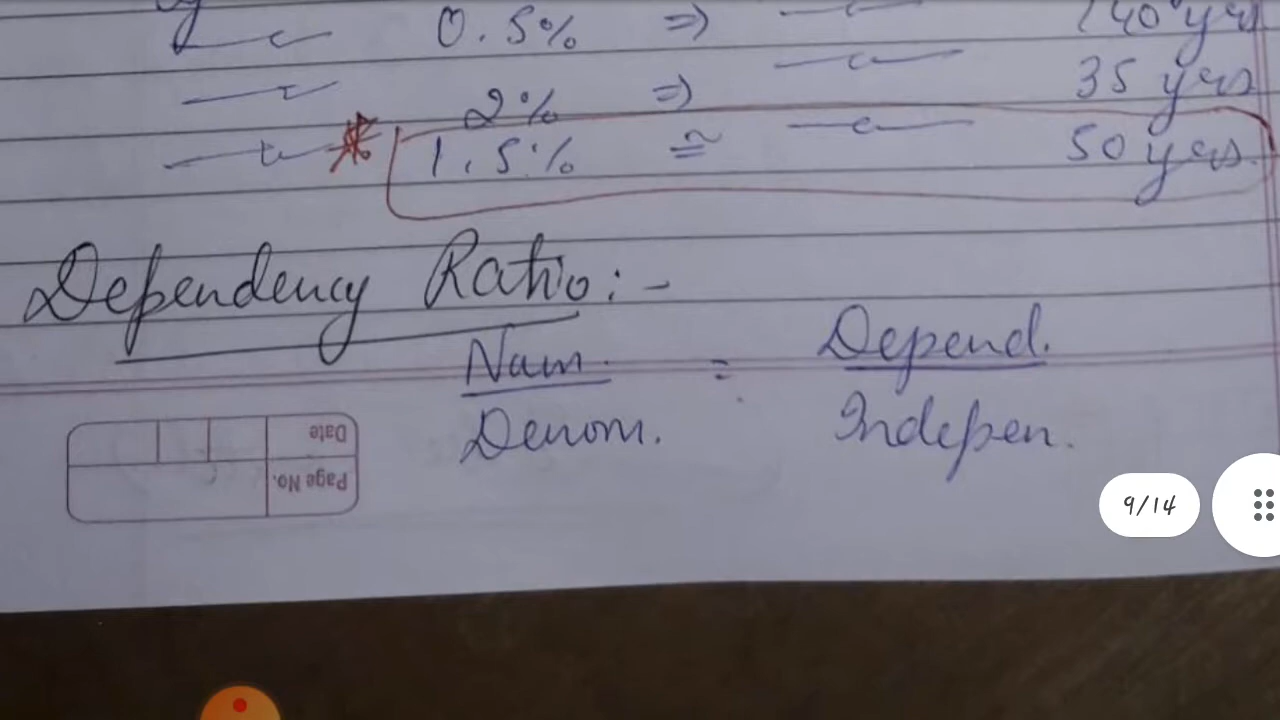 0.5% ⇒ 140 yrs
2% ⇒ 35 yrs
* 1.5% ≅ 50 yrs.
Dependency Ratio:-
Num. = Depend.
Denom. Indepen.
Date
Page No.
9/14